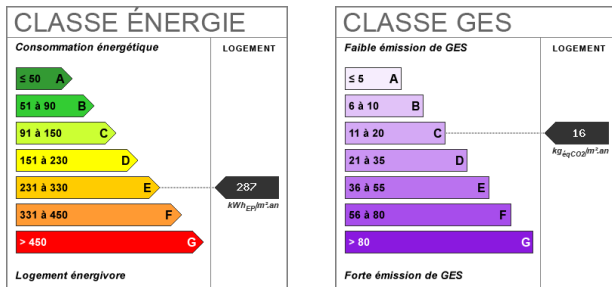 CLASSE ÉNERGIE
Consommation énergétique
LOGEMENT
≤ 50 A
51 à 90 B
91 à 150 C
151 à 230 D
231 à 330 E
287
kWhEP/m².an
331 à 450 F
> 450 G
Logement énergivore
CLASSE GES
Faible émission de GES
LOGEMENT
≤ 5 A
6 à 10 B
11 à 20 C
16
kgéqCO2/m².an
21 à 35 D
36 à 55 E
56 à 80 F
> 80 G
Forte émission de GES